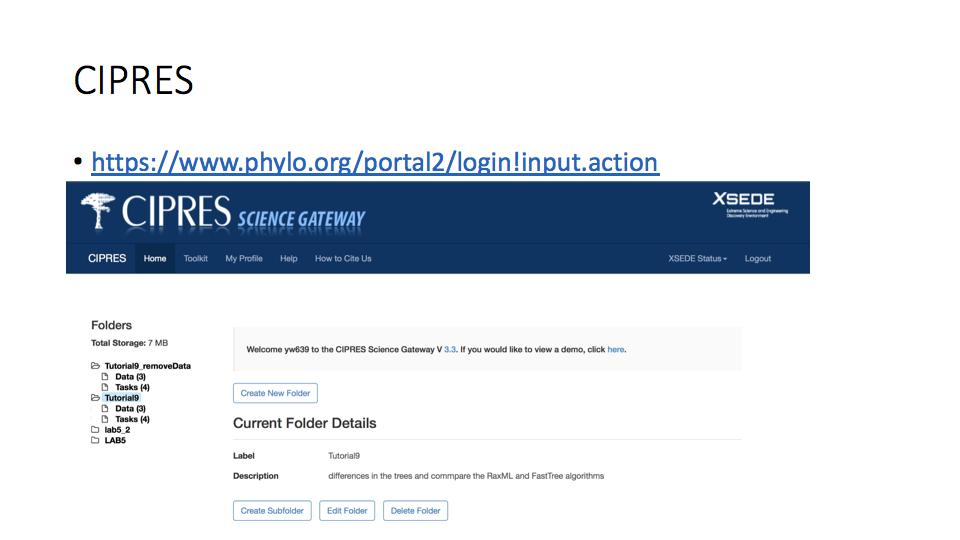 CIPRES
• https://www.phylo.org/portal2/login!input.action
CIPRES SCIENCE GATEWAY
XSEDE
Extreme Science and Engineering
Discovery Environment
CIPRES Home Toolkit My Profile Help How to Cite Us XSEDE Status Logout
Folders
Total Storage: 7 MB
Tutorial9_removeData
Data (3)
Tasks (4)
Tutorial9
Data (3)
Tasks (4)
lab5_2
LAB5
Welcome yw639 to the CIPRES Science Gateway V 3.3. If you would like to view a demo, click here.
Create New Folder
Current Folder Details
Label Tutorial9
Description differences in the trees and commpare the RaxML and FastTree algorithms
Create Subfolder Edit Folder Delete Folder